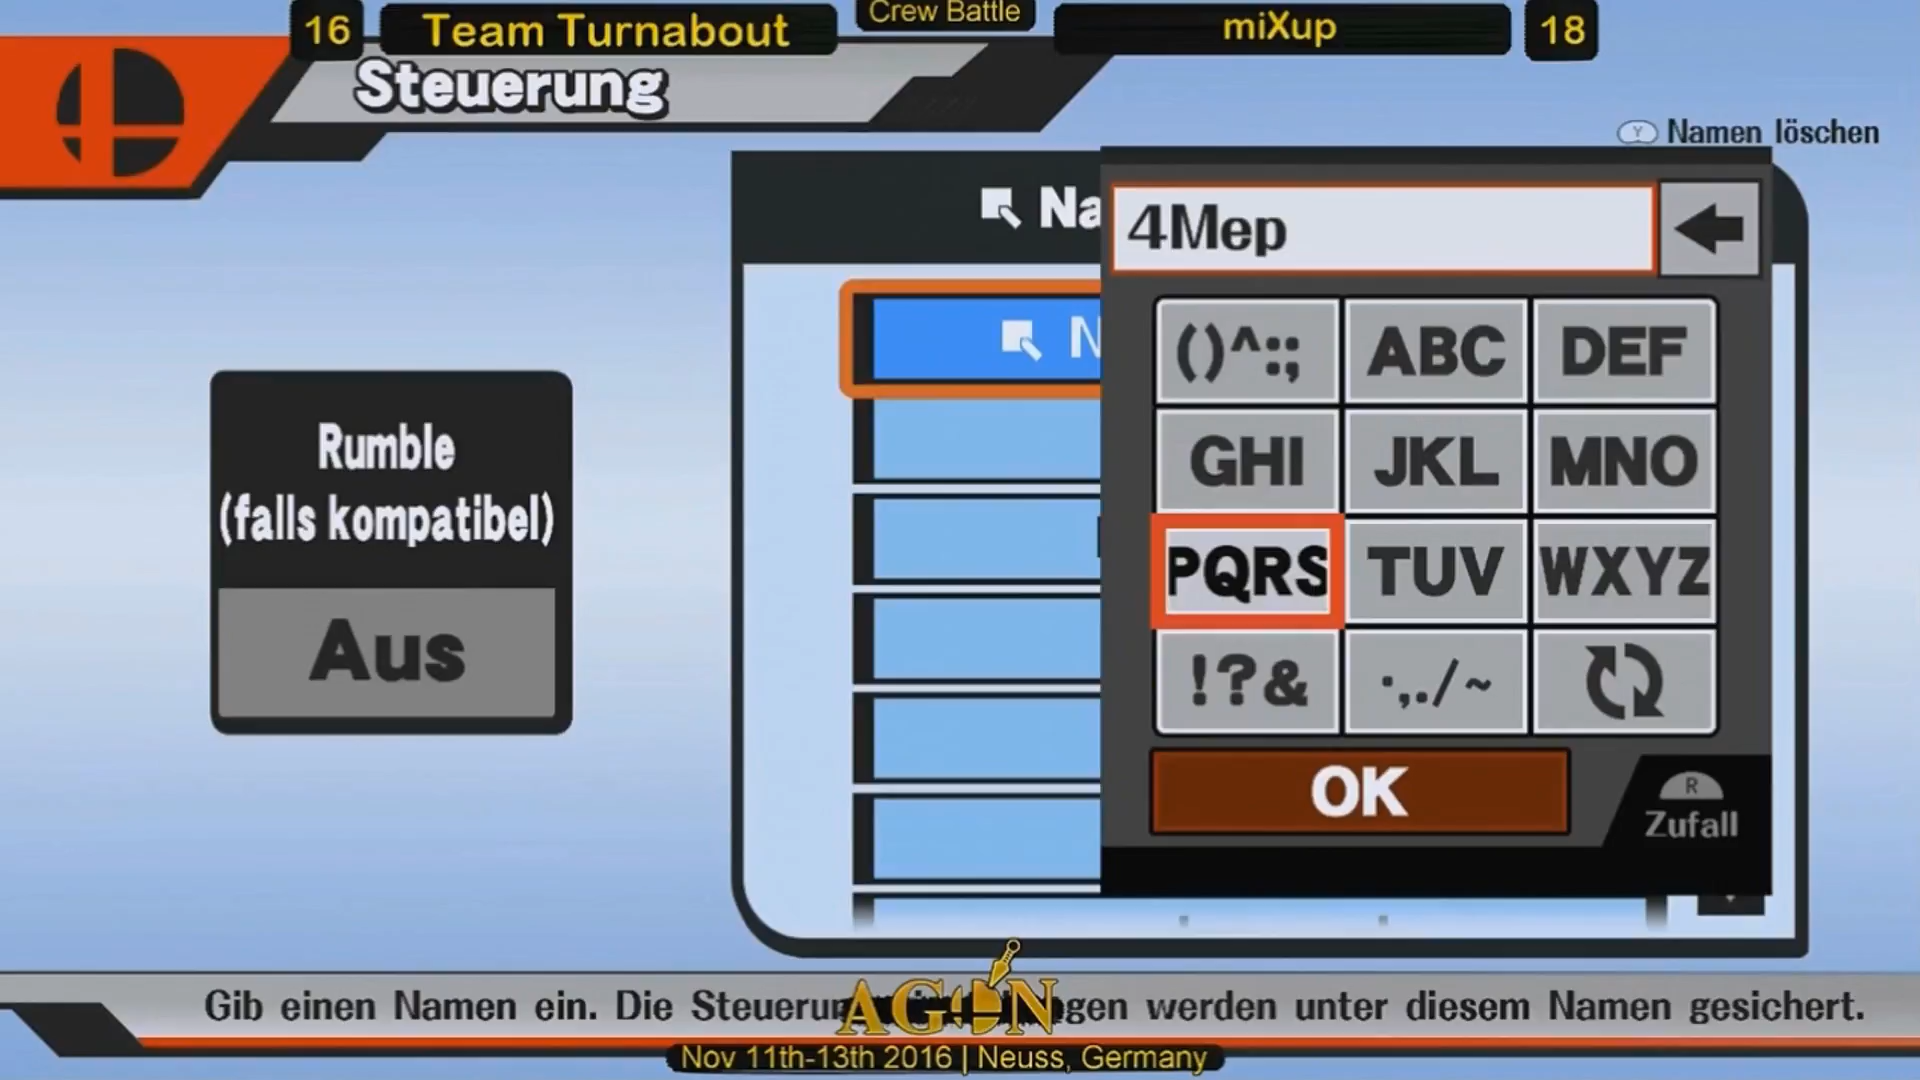 16
Team Turnabout
Crew Battle
miXup
18
Steuerung
Y Namen löschen
Na
4Mep
N
()^:;
ABC
DEF
Rumble
(falls kompatibel)
GHI
JKL
MNO
PQRS
TUV
WXYZ
Aus
!?&
·,./~
OK
R
Zufall
Gib einen Namen ein. Die werden unter diesem Namen gesichert.
AGON
Nov 11th-13th 2016 | Neuss, Germany